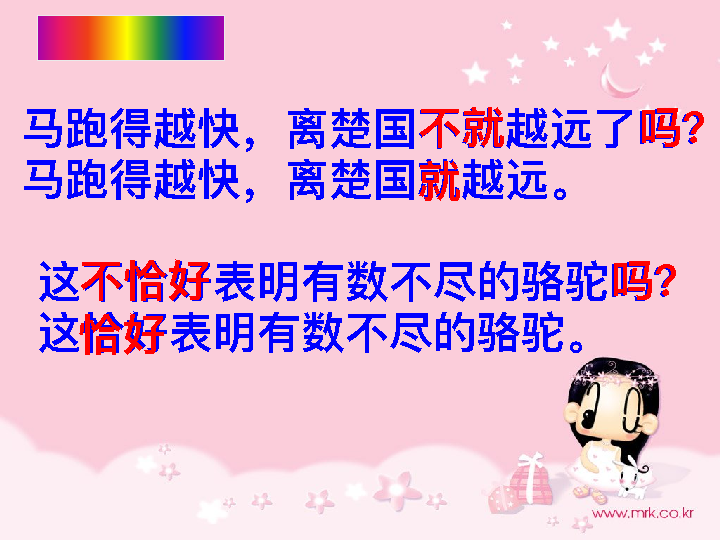 马跑得越快，离楚国不就越远了吗？
马跑得越快，离楚国就越远。
这不恰好表明有数不尽的骆驼吗？
这恰好表明有数不尽的骆驼。
www.mrk.co.kr